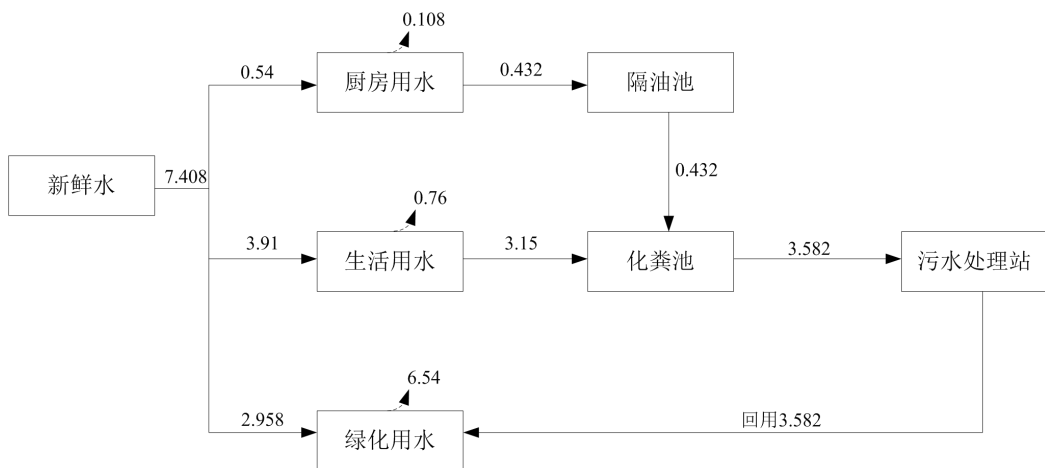 0.108
0.54
厨房用水
0.432
隔油池
新鲜水
7.408
0.432
0.76
3.91
生活用水
3.15
化粪池
3.582
污水处理站
6.54
2.958
绿化用水
回用3.582